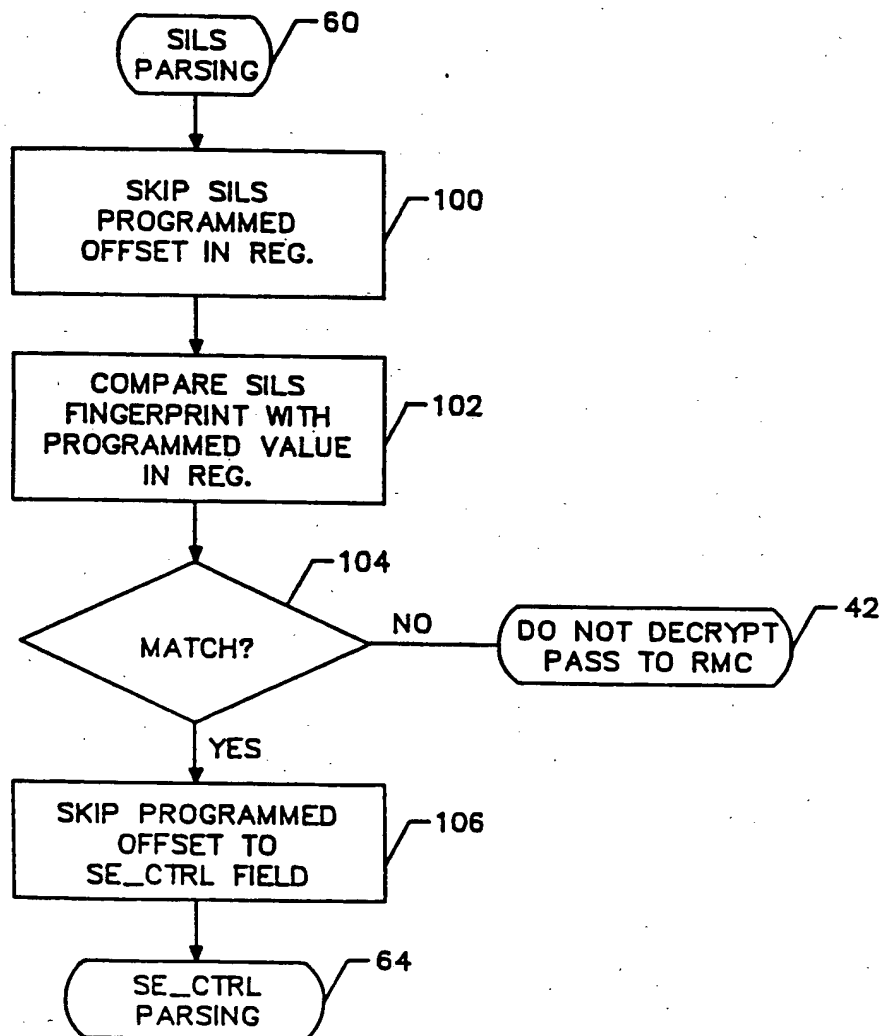 SILS
PARSING
60
SKIP SILS
PROGRAMMED
OFFSET IN REG.
100
COMPARE SILS
FINGERPRINT WITH
PROGRAMMED VALUE
IN REG.
102
104
MATCH?
NO
DO NOT DECRYPT
PASS TO RMC
42
YES
SKIP PROGRAMMED
OFFSET TO
SE_CTRL FIELD
106
SE_CTRL
PARSING
64